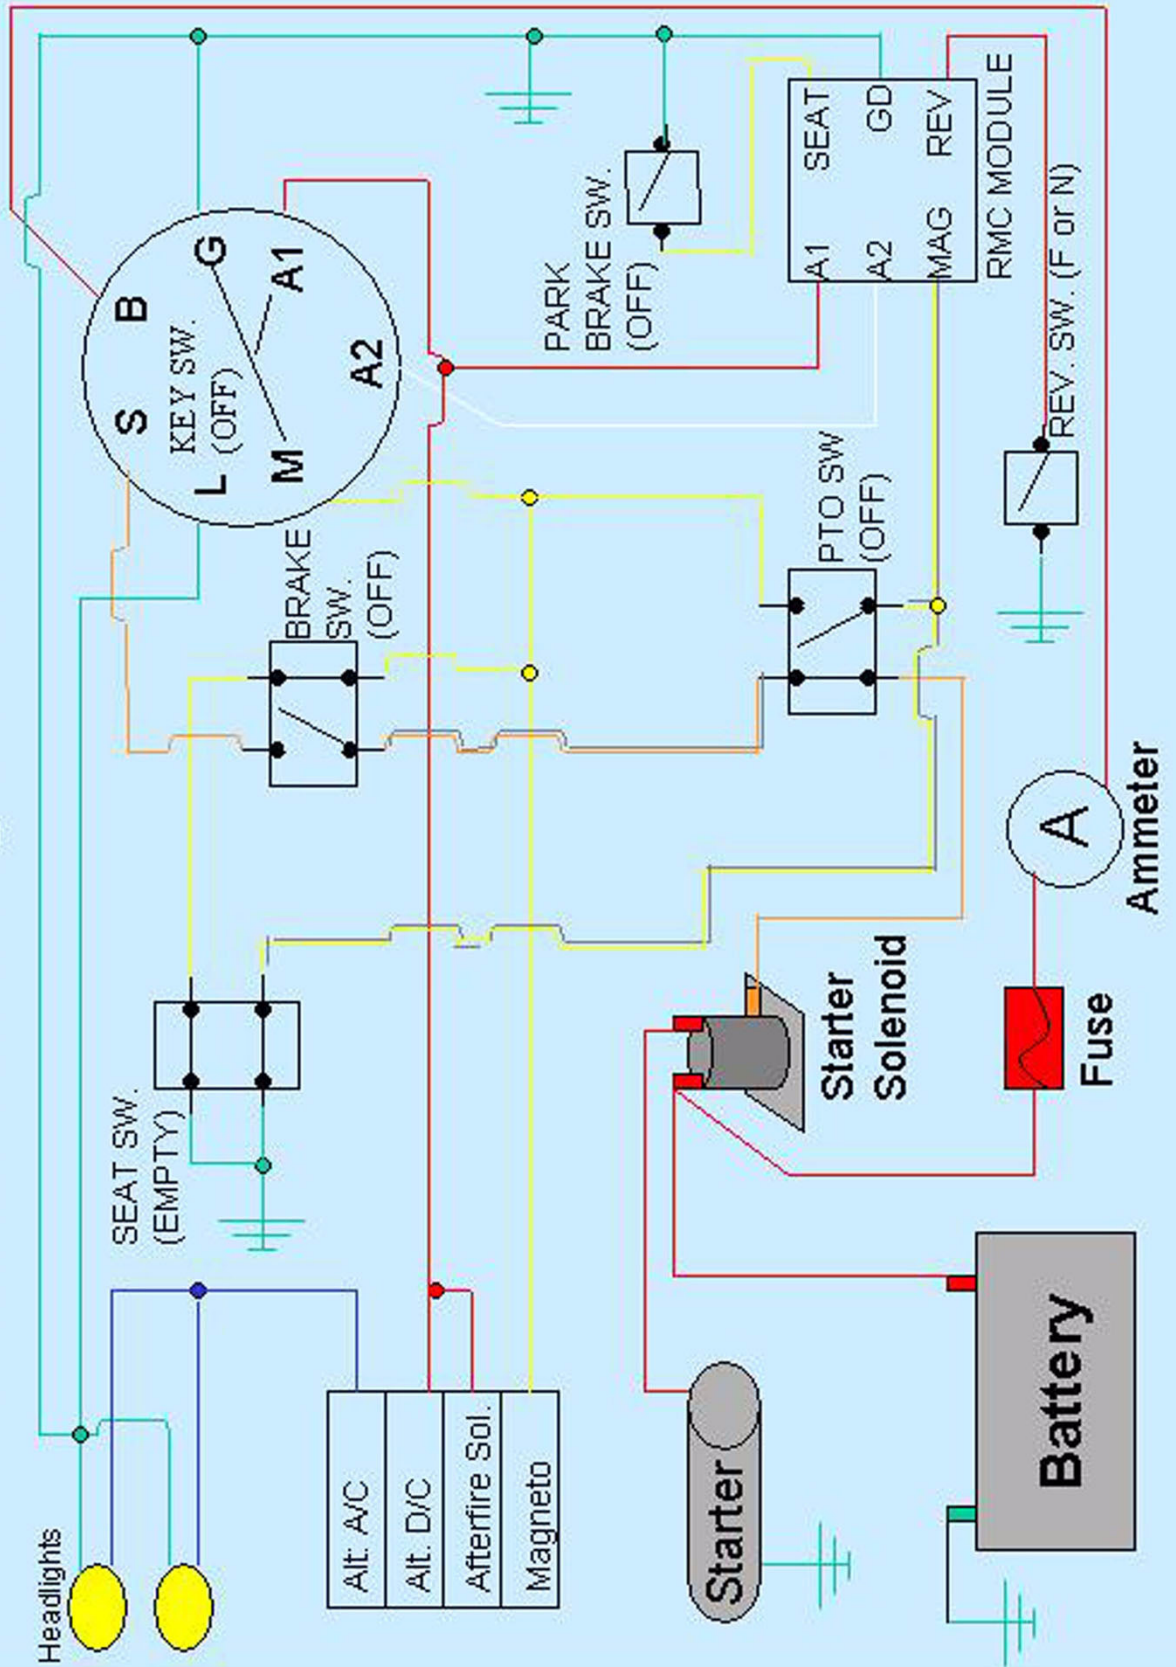 Headlights
SEAT SW.
(EMPTY)
BRAKE
SW.
(OFF)
L
S
B
KEY SW.
(OFF)
M
G
A1
A2
Alt. A/C
Alt. D/C
Afterfire Sol.
Magneto
PARK
BRAKE SW.
(OFF)
Starter
Starter
Solenoid
PTO SW
(OFF)
A1
SEAT
A2
GD
MAG
REV
RMC MODULE
REV. SW. (F or N)
Battery
Fuse
A
Ammeter